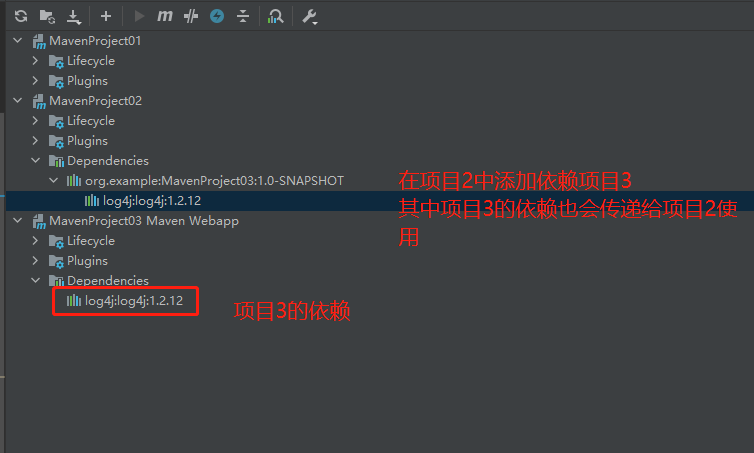 MavenProject01
Lifecycle
Plugins
MavenProject02
Lifecycle
Plugins
Dependencies
org.example:MavenProject03:1.0-SNAPSHOT
log4j:log4j:1.2.12
在项目2中添加依赖项目3
其中项目3的依赖也会传递给项目2使
用
MavenProject03 Maven Webapp
Lifecycle
Plugins
Dependencies
log4j:log4j:1.2.12
项目3的依赖